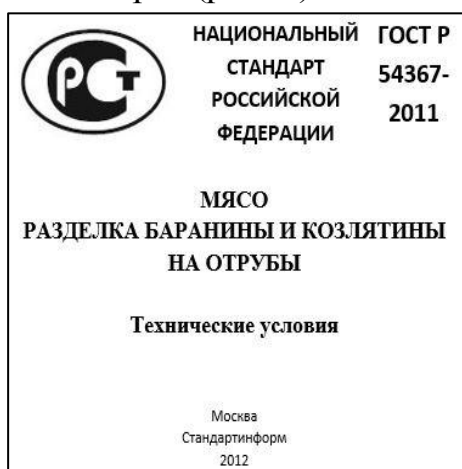 РСТ
НАЦИОНАЛЬНЫЙ
СТАНДАРТ
РОССИЙСКОЙ
ФЕДЕРАЦИИ
ГОСТ Р
54367-
2011
МЯСО
РАЗДЕЛКА БАРАНИНЫ И КОЗЛЯТИНЫ
НА ОТРУБЫ
Технические условия
Москва
Стандартинформ
2012